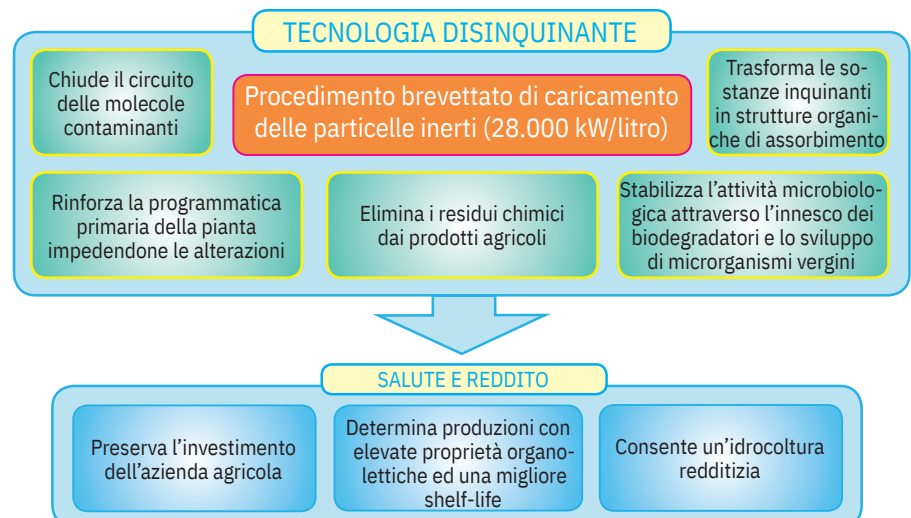 TECNOLOGIA DISINQUINANTE
Chiude il circuito
delle molecole
contaminanti
Procedimento brevettato di caricamento
delle particelle inerti (28.000 kW/litro)
Trasforma le so-
stanze inquinanti
in strutture organi-
che di assorbimento
Rinforza la programmatica
primaria della pianta
impedendone le alterazioni
Elimina i residui chimici
dai prodotti agricoli
Stabilizza l’attività microbiolo-
gica attraverso l’innesco dei
biodegradatori e lo sviluppo
di microrganismi vergini
SALUTE E REDDITO
Preserva l’investimento
dell’azienda agricola
Determina produzioni con
elevate proprietà organo-
lettiche ed una migliore
shelf-life
Consente un’idrocoltura
redditizia